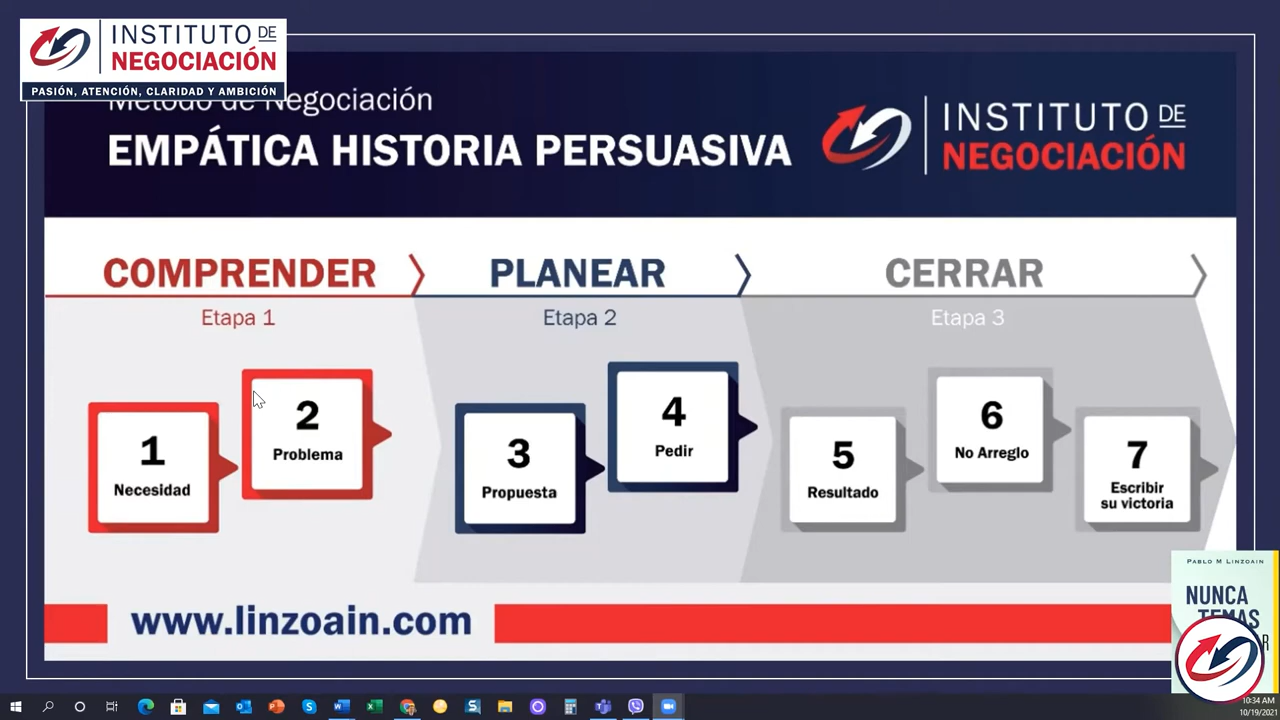 INSTITUTO DE
NEGOCIACIÓN
PASIÓN, ATENCIÓN, CLARIDAD Y AMBICIÓN
Método de Negociación
EMPÁTICA HISTORIA PERSUASIVA
INSTITUTO DE
NEGOCIACIÓN
COMPRENDER
PLANEAR
CERRAR
Etapa 1
Etapa 2
Etapa 3
1
Necesidad
2
Problema
3
Propuesta
4
Pedir
5
Resultado
6
No Arreglo
7
Escribir
su victoria
www.linzoain.com
PABLO M LINZOAIN
NUNCA
TEMAS
10:34 AM
10/19/2021